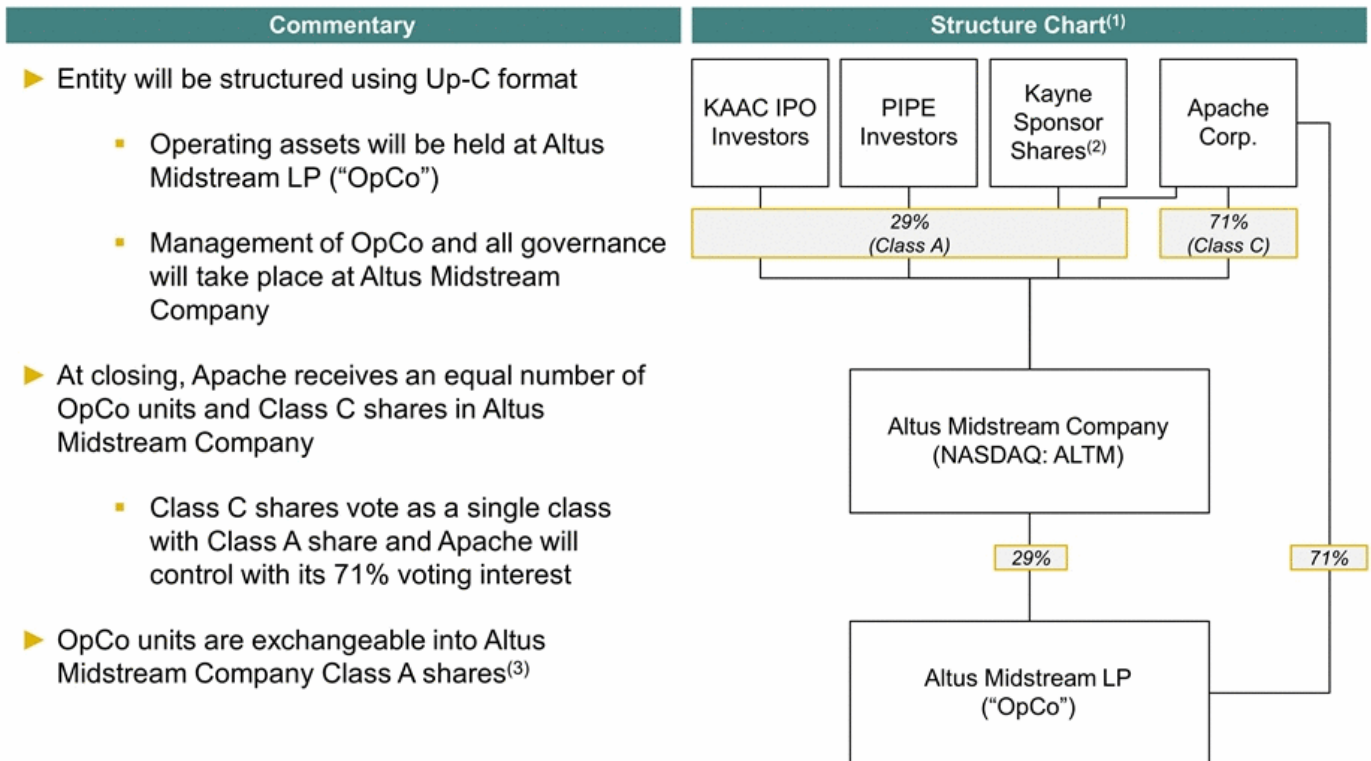 Commentary
► Entity will be structured using Up-C format
▪ Operating assets will be held at Altus
Midstream LP (“OpCo”)
▪ Management of OpCo and all governance
will take place at Altus Midstream
Company
► At closing, Apache receives an equal number of
OpCo units and Class C shares in Altus
Midstream Company
▪ Class C shares vote as a single class
with Class A share and Apache will
control with its 71% voting interest
► OpCo units are exchangeable into Altus
Midstream Company Class A shares(3)
Structure Chart(1)
KAAC IPO
Investors
PIPE
Investors
Kayne
Sponsor
Shares(2)
Apache
Corp.
29%
(Class A)
71%
(Class C)
Altus Midstream Company
(NASDAQ: ALTM)
29%
71%
Altus Midstream LP
(“OpCo”)